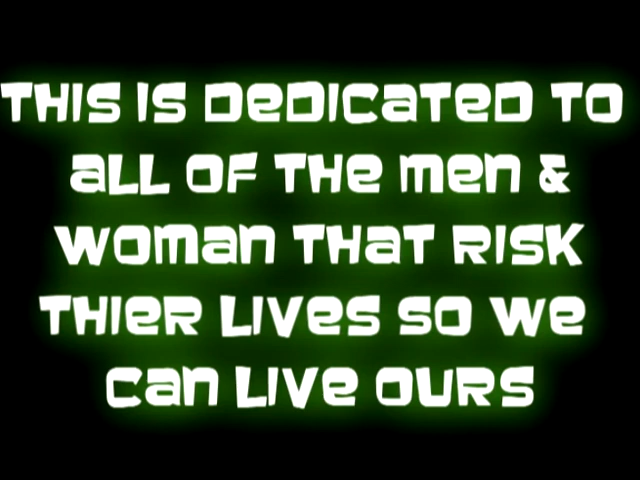 THIS IS DEDICATED TO
ALL OF THE MEN &
WOMAN THAT RISK
THIER LIVES SO WE
CAN LIVE OURS